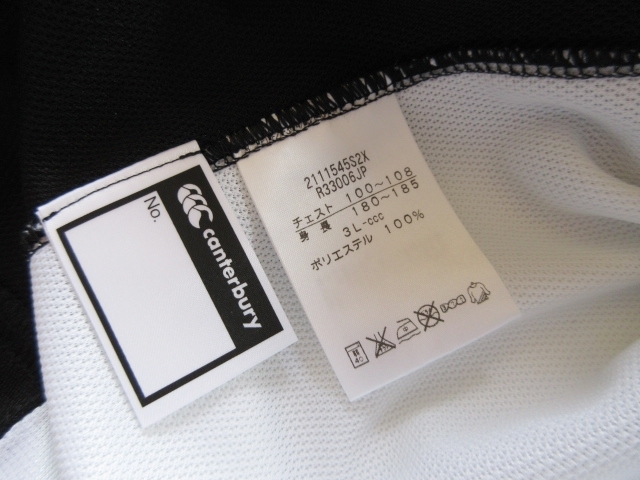 No.
canterbury
2111545S2X
R33006JP
チェスト 100～108
身長 180～185
3L-CCC
ポリエステル 100%